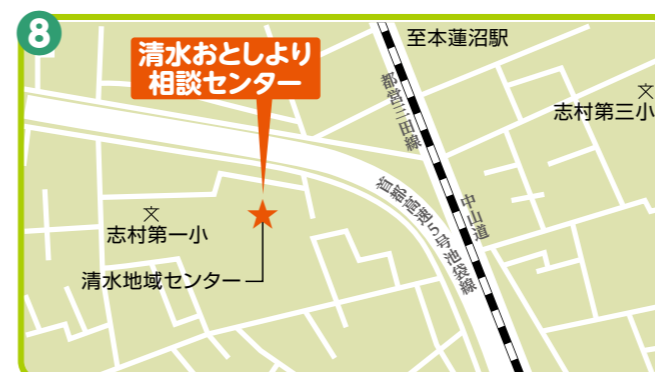 8
清水おとしより
相談センター
至本蓮沼駅
都営三田線
文
志村第三小
首都高速5号池袋線
中山道
文
志村第一小
清水地域センター